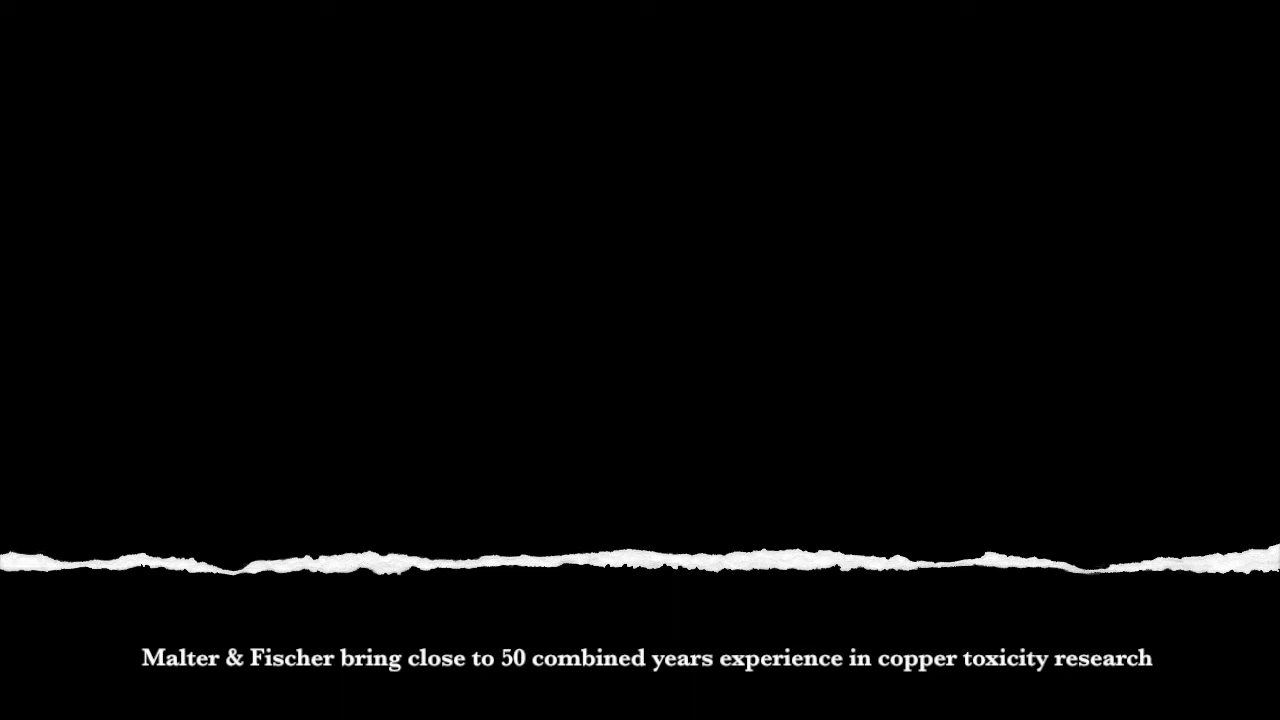 Malter & Fischer bring close to 50 combined years experience in copper toxicity research